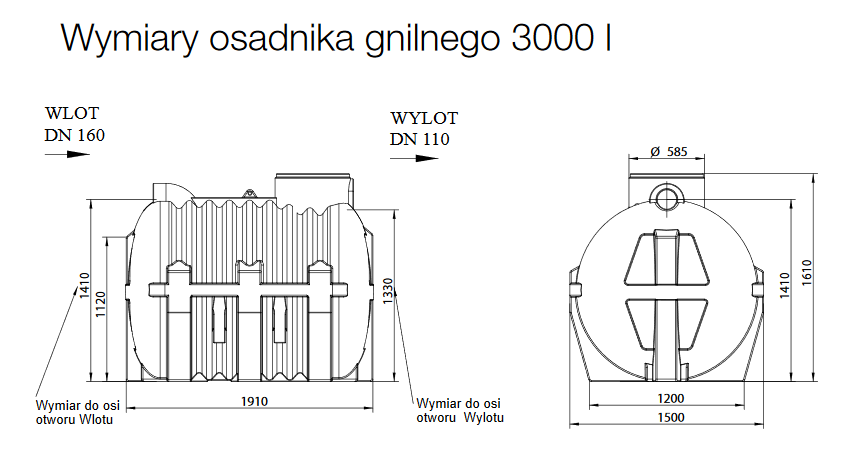 Wymiary osadnika gnilnego 3000 l
WLOT
DN 160
WYLOT
DN 110
Ø 585
1410
1120
1330
1410
1610
Wymiar do osi
otworu Wlotu
1910
Wymiar do osi
otworu Wylotu
1200
1500